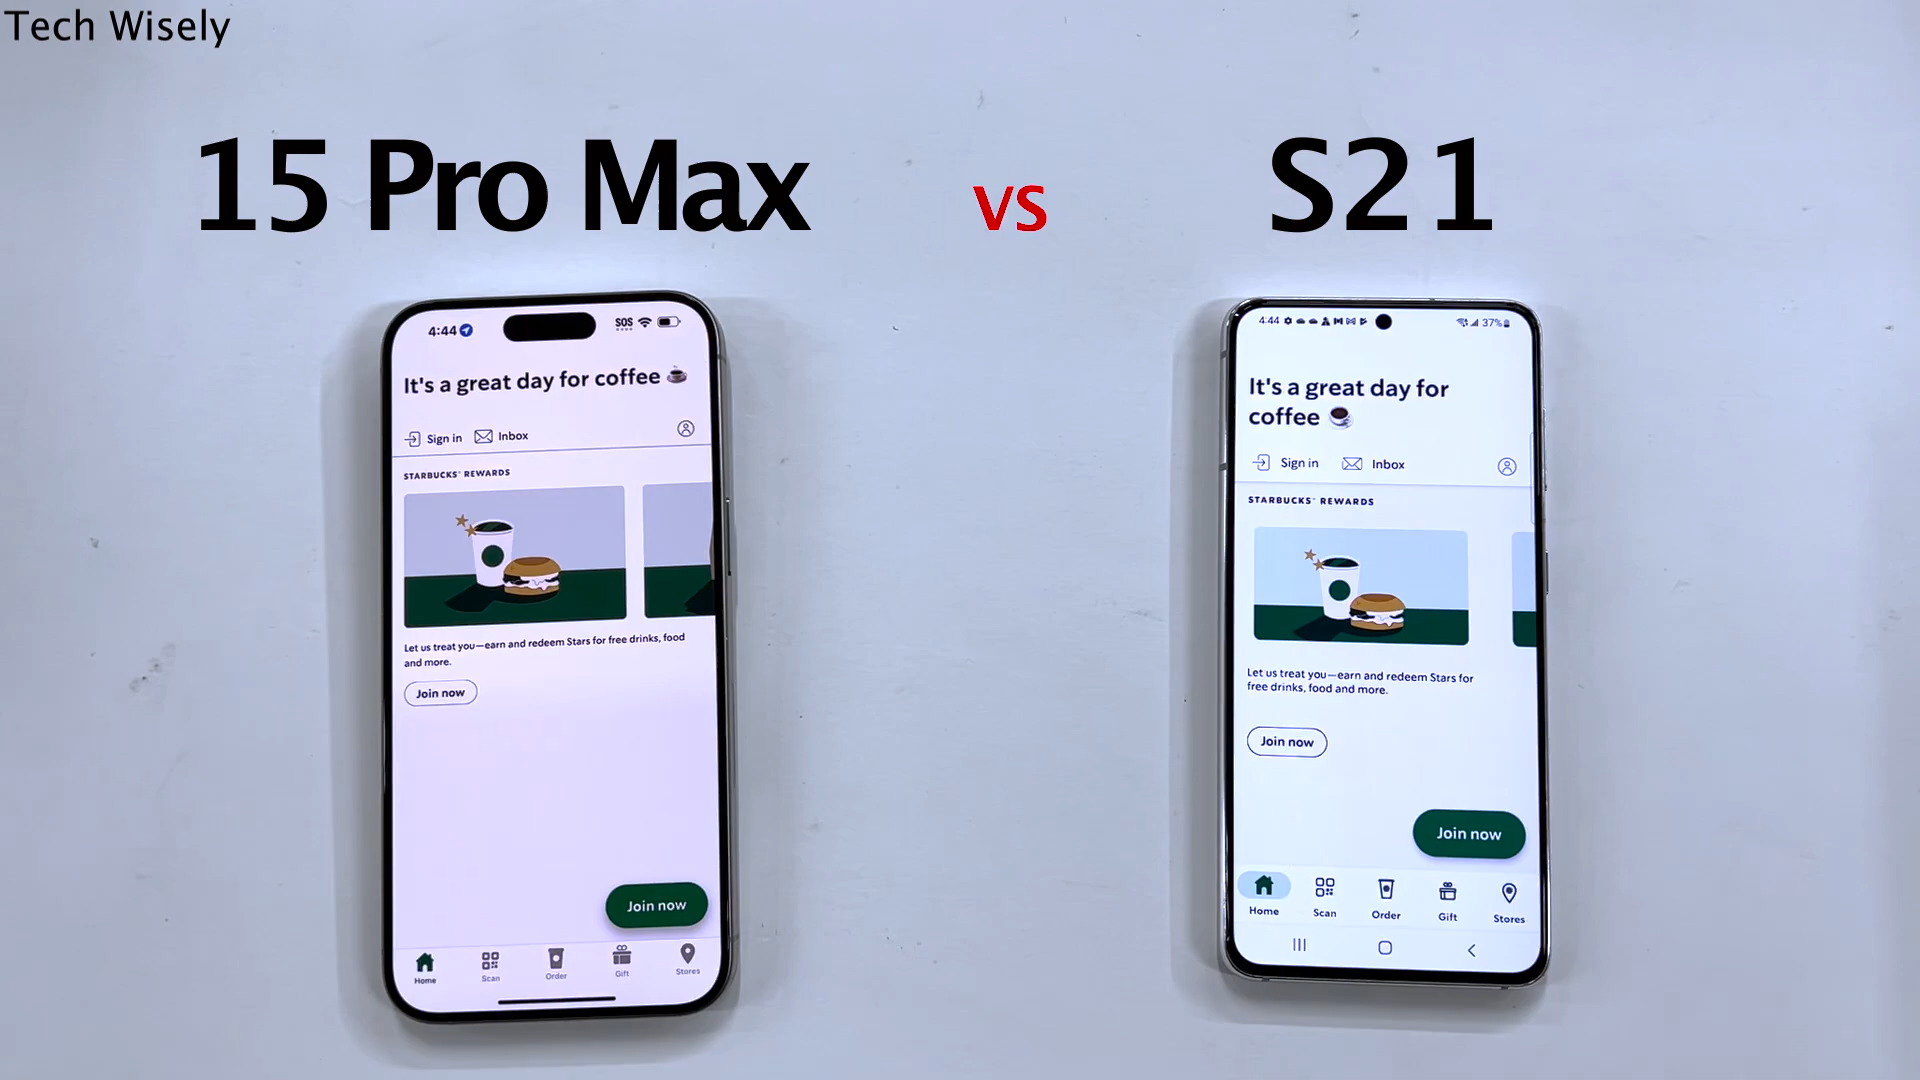 Tech Wisely
15 Pro Max vs S21
4:44
SOS
It's a great day for coffee
Sign in
Inbox
STARBUCKS® REWARDS
Let us treat you—earn and redeem Stars for free drinks, food
and more.
Join now
Join now
Home
Scan
Order
Gift
Stores
4:44
37%
It's a great day for
coffee
Sign in
Inbox
STARBUCKS® REWARDS
Let us treat you—earn and redeem Stars for
free drinks, food and more.
Join now
Join now
Home
Scan
Order
Gift
Stores